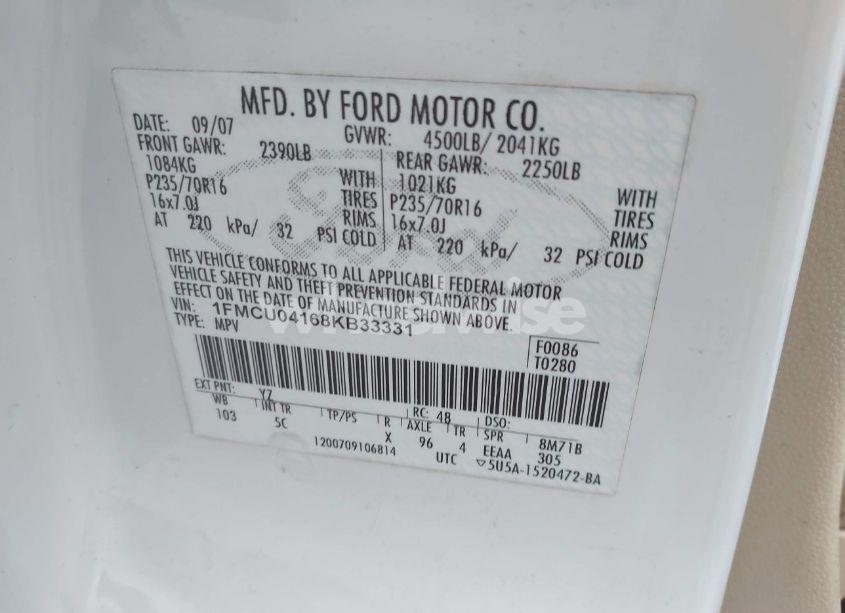 MFD. BY FORD MOTOR CO.
DATE: 09/07 GVWR: 4500LB/ 2041KG
FRONT GAWR: 2390LB REAR GAWR: 2250LB
1084KG WITH 1021KG WITH
P235/70R16 TIRES P235/70R16 TIRES
16x7.0J RIMS 16x7.0J RIMS
AT 220 kPa/ 32 PSI COLD AT 220 kPa/ 32 PSI COLD
THIS VEHICLE CONFORMS TO ALL APPLICABLE FEDERAL MOTOR
VEHICLE SAFETY AND THEFT PREVENTION STANDARDS IN
EFFECT ON THE DATE OF MANUFACTURE SHOWN ABOVE.
VIN: 1FMCU04168KB33331
TYPE: MPV
F0086
T0280
EXT PNT: YZ RC: 48 DSO:
WB INT TR TP/PS R AXLE TR SPR 8M71B
103 5C X 96 4 EEAA 305
1200709106814 UTC ▽5U5A-1520472-BA
Ford